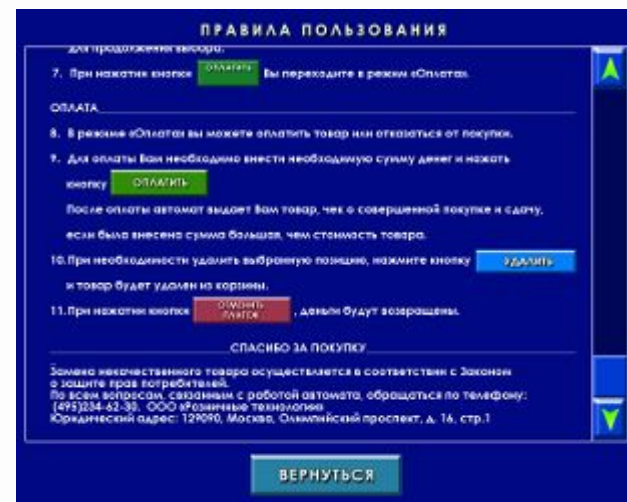 ПРАВИЛА ПОЛЬЗОВАНИЯ
для продолжения выбора.
7. При нажатии кнопки ОПЛАТИТЬ Вы переходите в режим «Оплата».
ОПЛАТА
8. В режиме «Оплата» вы можете оплатить товар или отказаться от покупки.
9. Для оплаты Вам необходимо внести необходимую сумму денег и нажать
кнопку ОПЛАТИТЬ
После оплаты автомат выдает Вам товар, чек о совершенной покупке и сдачу,
если была внесена сумма большая, чем стоимость товара.
10.При необходимости удалить выбранную позицию, нажмите кнопку УДАЛИТЬ
и товар будет удален из корзины.
11.При нажатии кнопки ОТМЕНИТЬ ПЛАТЕЖ , деньги будут возвращены.
СПАСИБО ЗА ПОКУПКУ
Замена некачественного товара осуществляется в соответствии с Законом
о защите прав потребителей.
По всем вопросам, связанным с работой автомата, обращаться по телефону:
(495)234-62-30, ООО «Розничные технологии»
Юридический адрес: 129090, Москва, Олимпийский проспект, д. 16, стр.1
ВЕРНУТЬСЯ